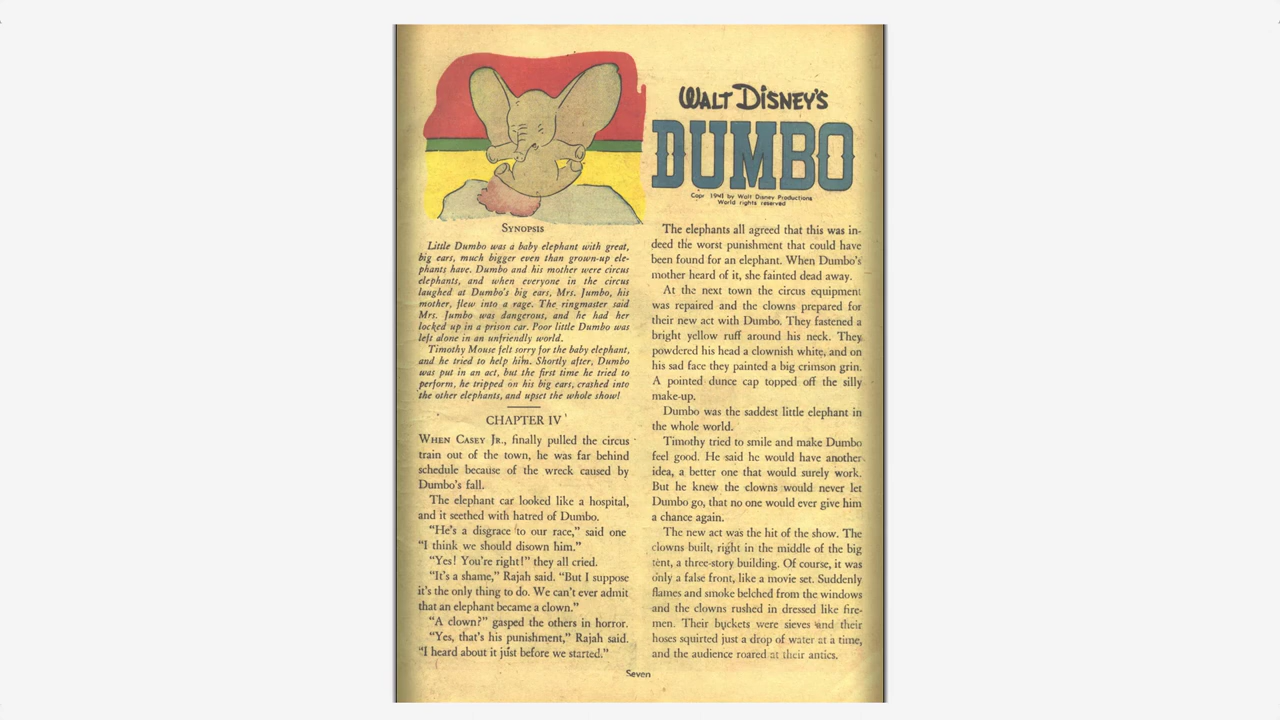 WALT DISNEY'S
DUMBO
Copr 1941 by Walt Disney Productions
World rights reserved
SYNOPSIS
Little Dumbo was a baby elephant with great,
big ears, much bigger even than grown-up ele-
phants have. Dumbo and his mother were circus
elephants, and when everyone in the circus
laughed at Dumbo's big ears, Mrs. Jumbo, his
mother, flew into a rage. The ringmaster said
Mrs. Jumbo was dangerous, and he had her
locked up in a prison car. Poor little Dumbo was
left alone in an unfriendly world.
Timothy Mouse felt sorry for the baby elephant,
and he tried to help him. Shortly after, Dumbo
was put in an act, but the first time he tried to
perform, he tripped on his big ears, crashed into
the other elephants, and upset the whole show!
CHAPTER IV
WHEN CASEY JR., finally pulled the circus
train out of the town, he was far behind
schedule because of the wreck caused by
Dumbo's fall.
The elephant car looked like a hospital,
and it seethed with hatred of Dumbo.
"He's a disgrace to our race," said one
"I think we should disown him."
"Yes! You're right!" they all cried.
"It's a shame," Rajah said. "But I suppose
it's the only thing to do. We can't ever admit
that an elephant became a clown."
"A clown?" gasped the others in horror.
"Yes, that's his punishment," Rajah said.
"I heard about it just before we started."
The elephants all agreed that this was in-
deed the worst punishment that could have
been found for an elephant. When Dumbo's
mother heard of it, she fainted dead away.
At the next town the circus equipment
was repaired and the clowns prepared for
their new act with Dumbo. They fastened a
bright yellow ruff around his neck. They
powdered his head a clownish white, and on
his sad face they painted a big crimson grin.
A pointed dunce cap topped off the silly
make-up.
Dumbo was the saddest little elephant in
the whole world.
Timothy tried to smile and make Dumbo
feel good. He said he would have another
idea, a better one that would surely work.
But he knew the clowns would never let
Dumbo go, that no one would ever give him
a chance again.
The new act was the hit of the show. The
clowns built, right in the middle of the big
tent, a three-story building. Of course, it was
only a false front, like a movie set. Suddenly
flames and smoke belched from the windows
and the clowns rushed in dressed like fire-
men. Their buckets were sieves and their
hoses squirted just a drop of water at a time,
and the audience roared at their antics.
Seven